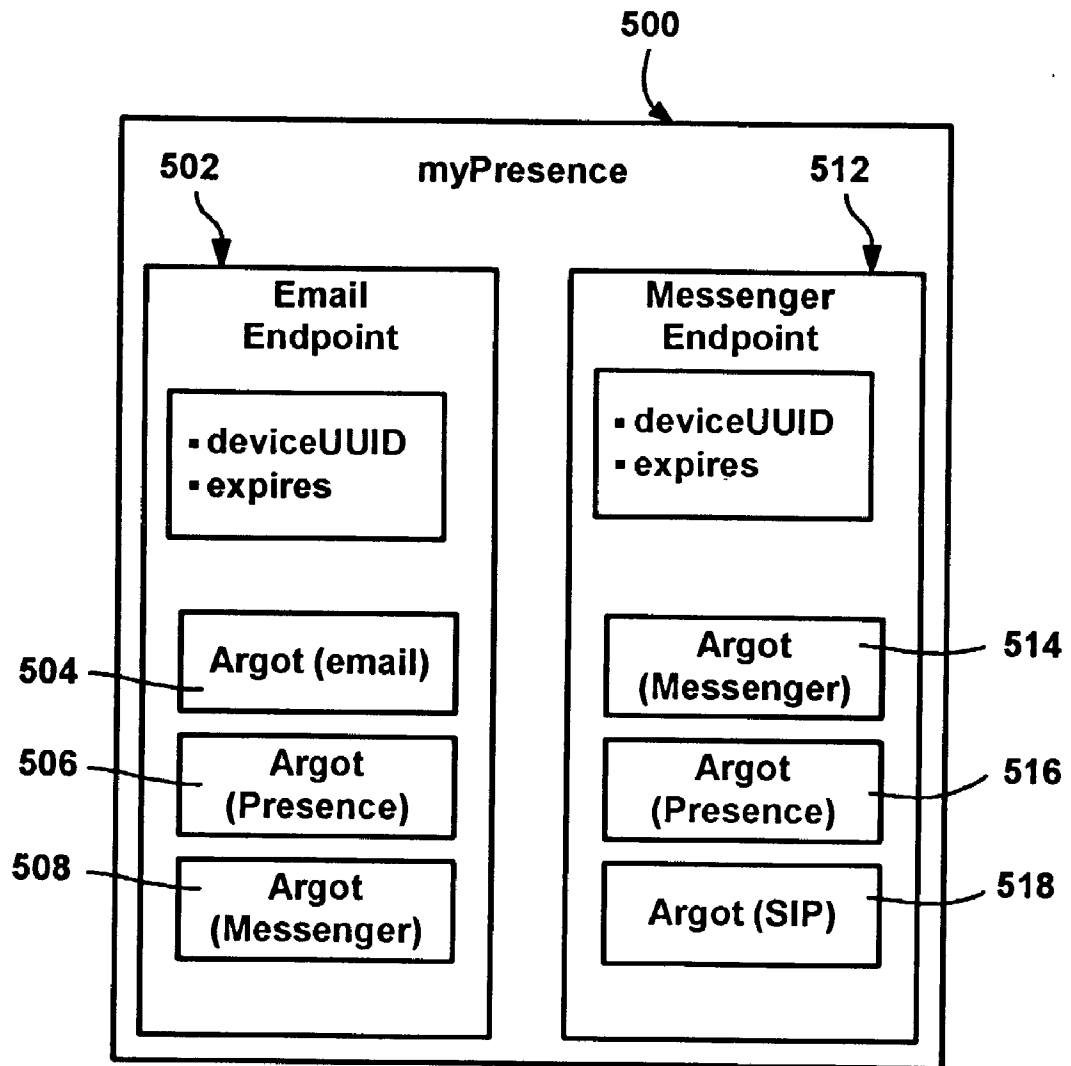 500
myPresence
502
512
Email
Endpoint
▪ deviceUUID
▪ expires
Argot (email)
504
Argot
(Presence)
506
Argot
(Messenger)
508
Messenger
Endpoint
▪ deviceUUID
▪ expires
Argot
(Messenger)
514
Argot
(Presence)
516
Argot (SIP)
518